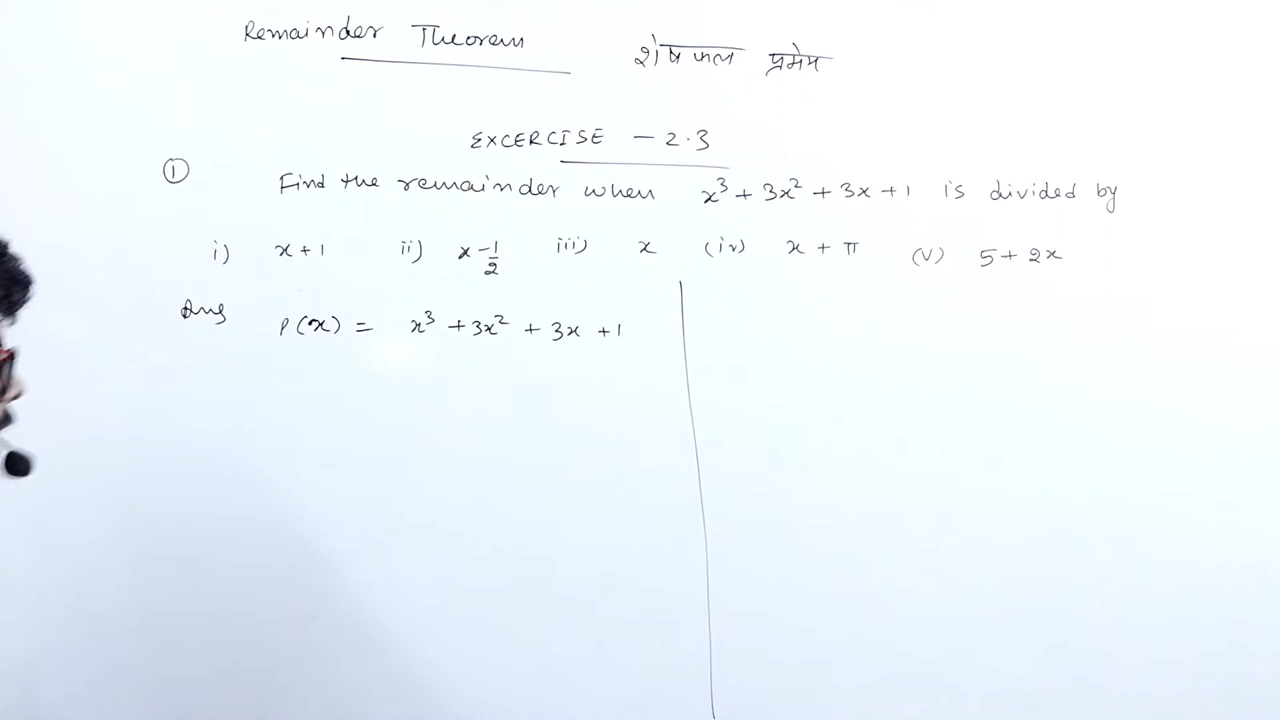 Remainder Theorem शेषफल प्रमेय
EXCERCISE - 2.3
① Find the remainder when x³ + 3x² + 3x + 1 is divided by
i) x + 1 ii) x - 1/2 iii) x (iv) x + π (v) 5 + 2x
Ans p(x) = x³ + 3x² + 3x + 1